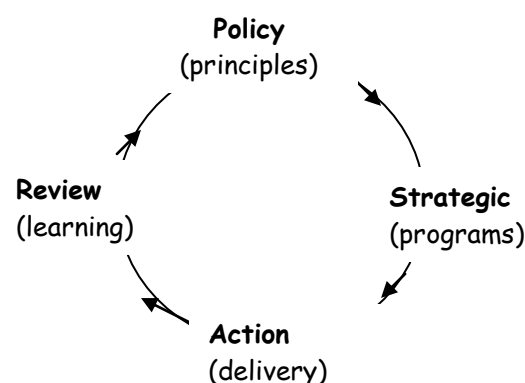 Policy
(principles)
Strategic
(programs)
Action
(delivery)
Review
(learning)